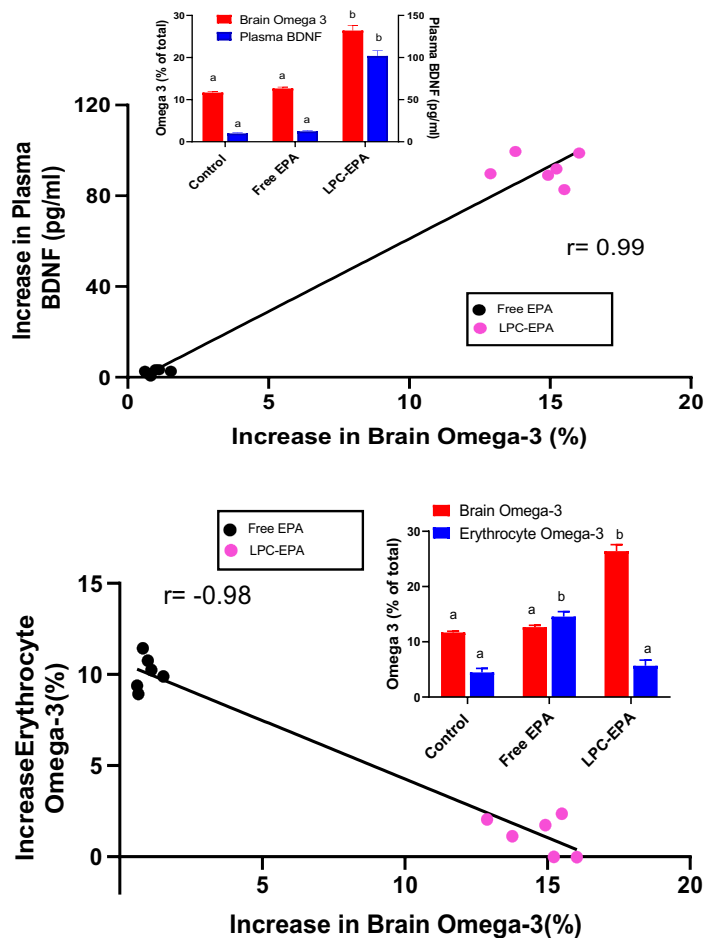 Brain Omega 3
Plasma BDNF
Omega 3 (% of total)
30
20
10
0
a
a
a
a
b
b
150
100
50
0
Plasma BDNF
(pg/ml)
Control
Free EPA
LPC-EPA
Increase in Plasma
BDNF (pg/ml)
120
80
40
0
r= 0.99
Free EPA
LPC-EPA
0
5
10
15
20
Increase in Brain Omega-3 (%)
Free EPA
LPC-EPA
r= -0.98
Brain Omega-3
Erythrocyte Omega-3
Omega 3 (% of total)
30
20
10
0
a
a
a
b
b
a
Control
Free EPA
LPC-EPA
IncreaseErythrocyte
Omega-3(%)
15
10
5
0
5
10
15
20
Increase in Brain Omega-3(%)